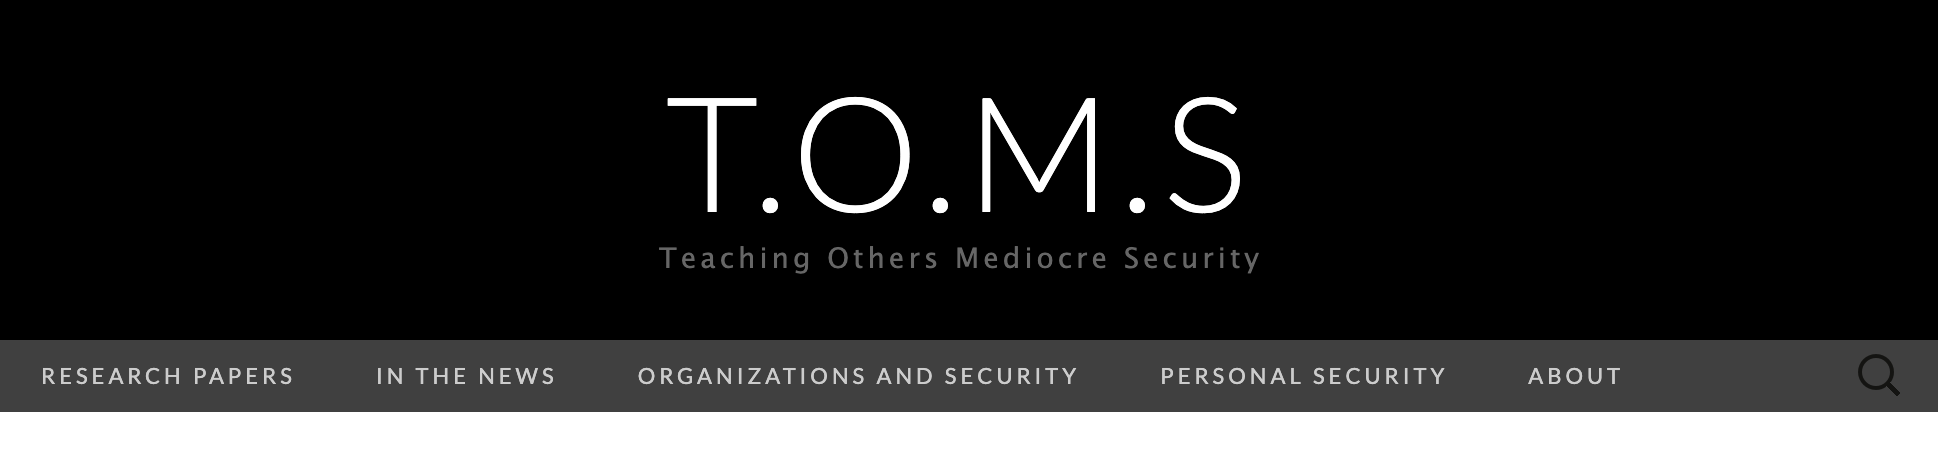 T.O.M.S
Teaching Others Mediocre Security
RESEARCH PAPERS IN THE NEWS ORGANIZATIONS AND SECURITY PERSONAL SECURITY ABOUT